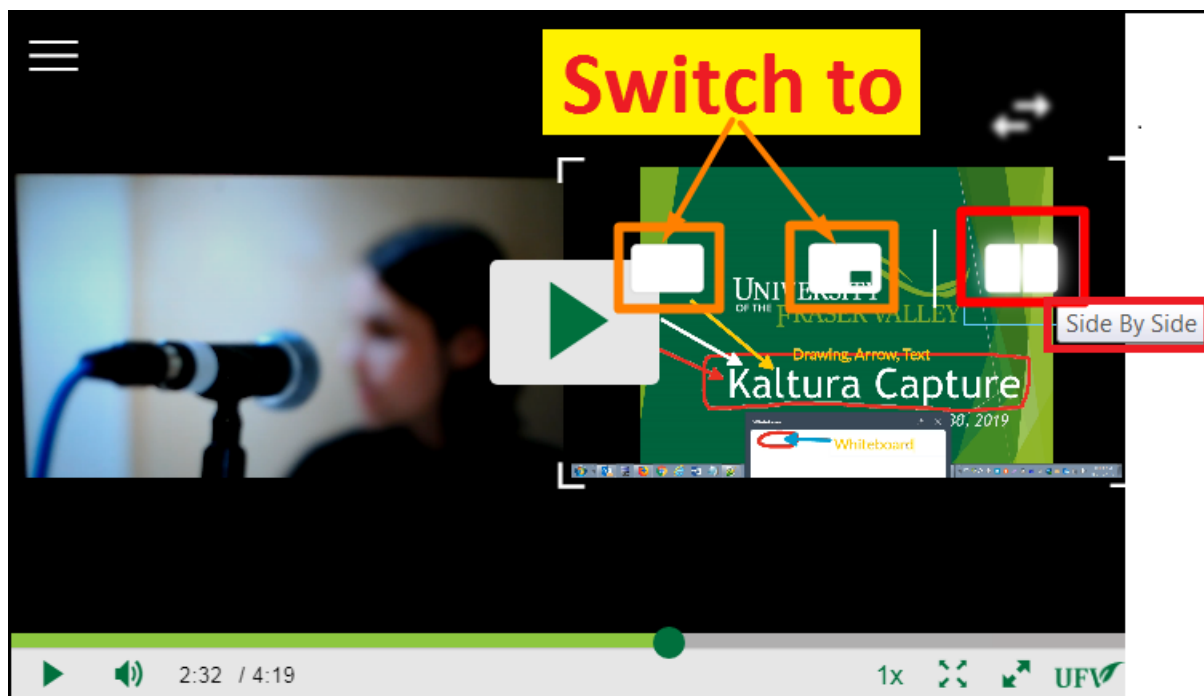 Switch to
UNIVERSITY
OF THE FRASER VALLEY
Side By Side
Drawing, Arrow, Text
Kaltura Capture
30, 2019
Whiteboard
2:32 / 4:19
1x
UFV